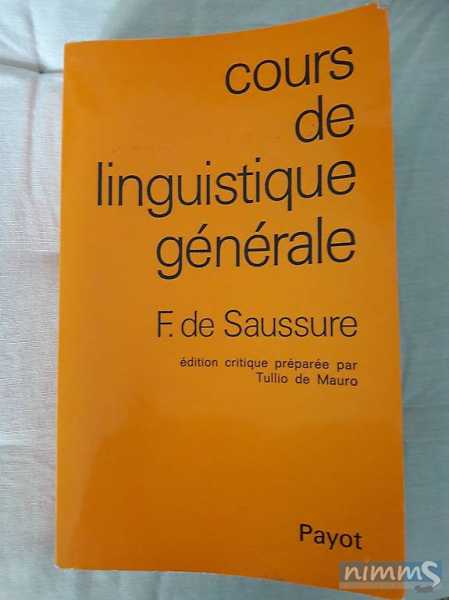 cours
de
linguistique
générale
F. de Saussure
édition critique préparée par
Tullio de Mauro
Payot
nimmS